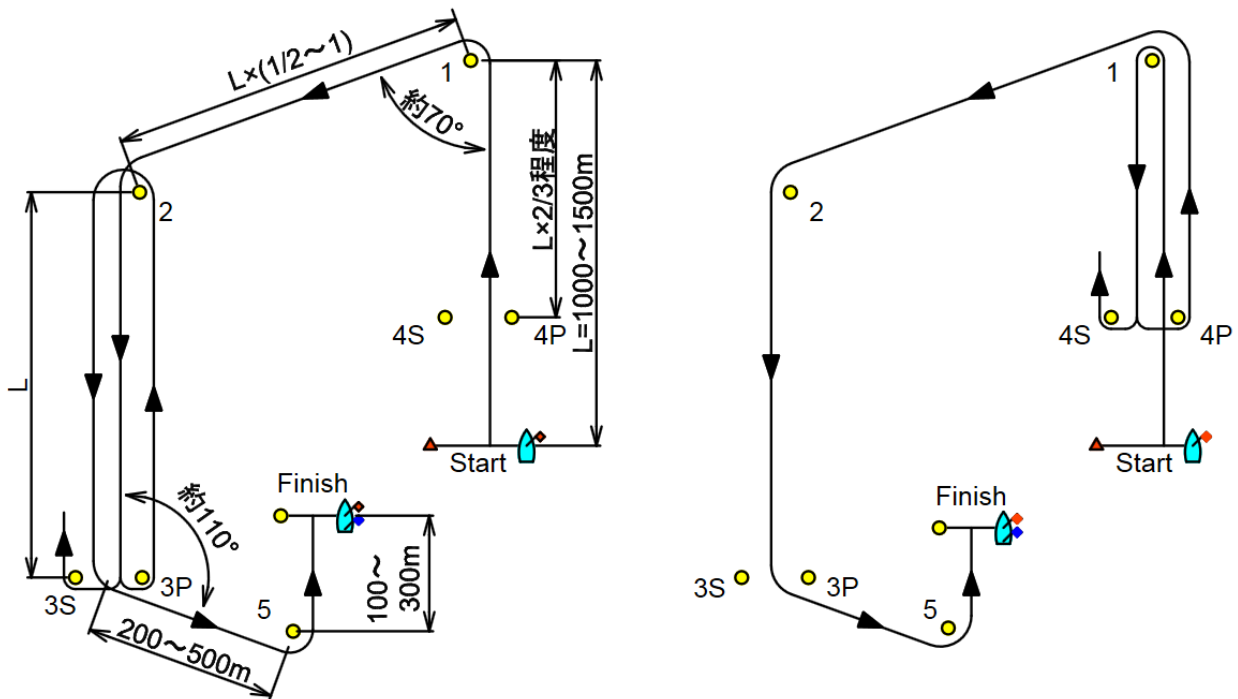 L×(1/2～1)
1
約70°
L×2/3程度
L=1000～1500m
2
4S
4P
L
Start
Finish
約110°
3S
3P
5
100～
300m
200～500m
1
2
4S
4P
Start
Finish
3S
3P
5